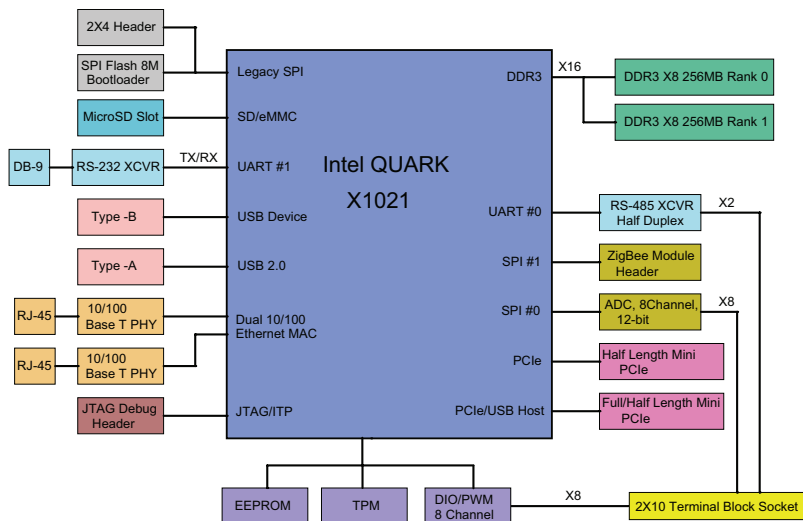 2X4 Header
SPI Flash 8M
Bootloader
MicroSD Slot
DB-9
RS-232 XCVR
TX/RX
Type -B
Type -A
RJ-45
10/100
Base T PHY
RJ-45
10/100
Base T PHY
JTAG Debug
Header
Legacy SPI
SD/eMMC
UART #1
USB Device
USB 2.0
Dual 10/100
Ethernet MAC
JTAG/ITP
Intel QUARK
X1021
DDR3
UART #0
SPI #1
SPI #0
PCIe
PCIe/USB Host
X16
DDR3 X8 256MB Rank 0
DDR3 X8 256MB Rank 1
RS-485 XCVR
Half Duplex
X2
ZigBee Module
Header
ADC, 8Channel,
12-bit
X8
Half Length Mini
PCIe
Full/Half Length Mini
PCIe
EEPROM
TPM
DIO/PWM
8 Channel
X8
2X10 Terminal Block Socket